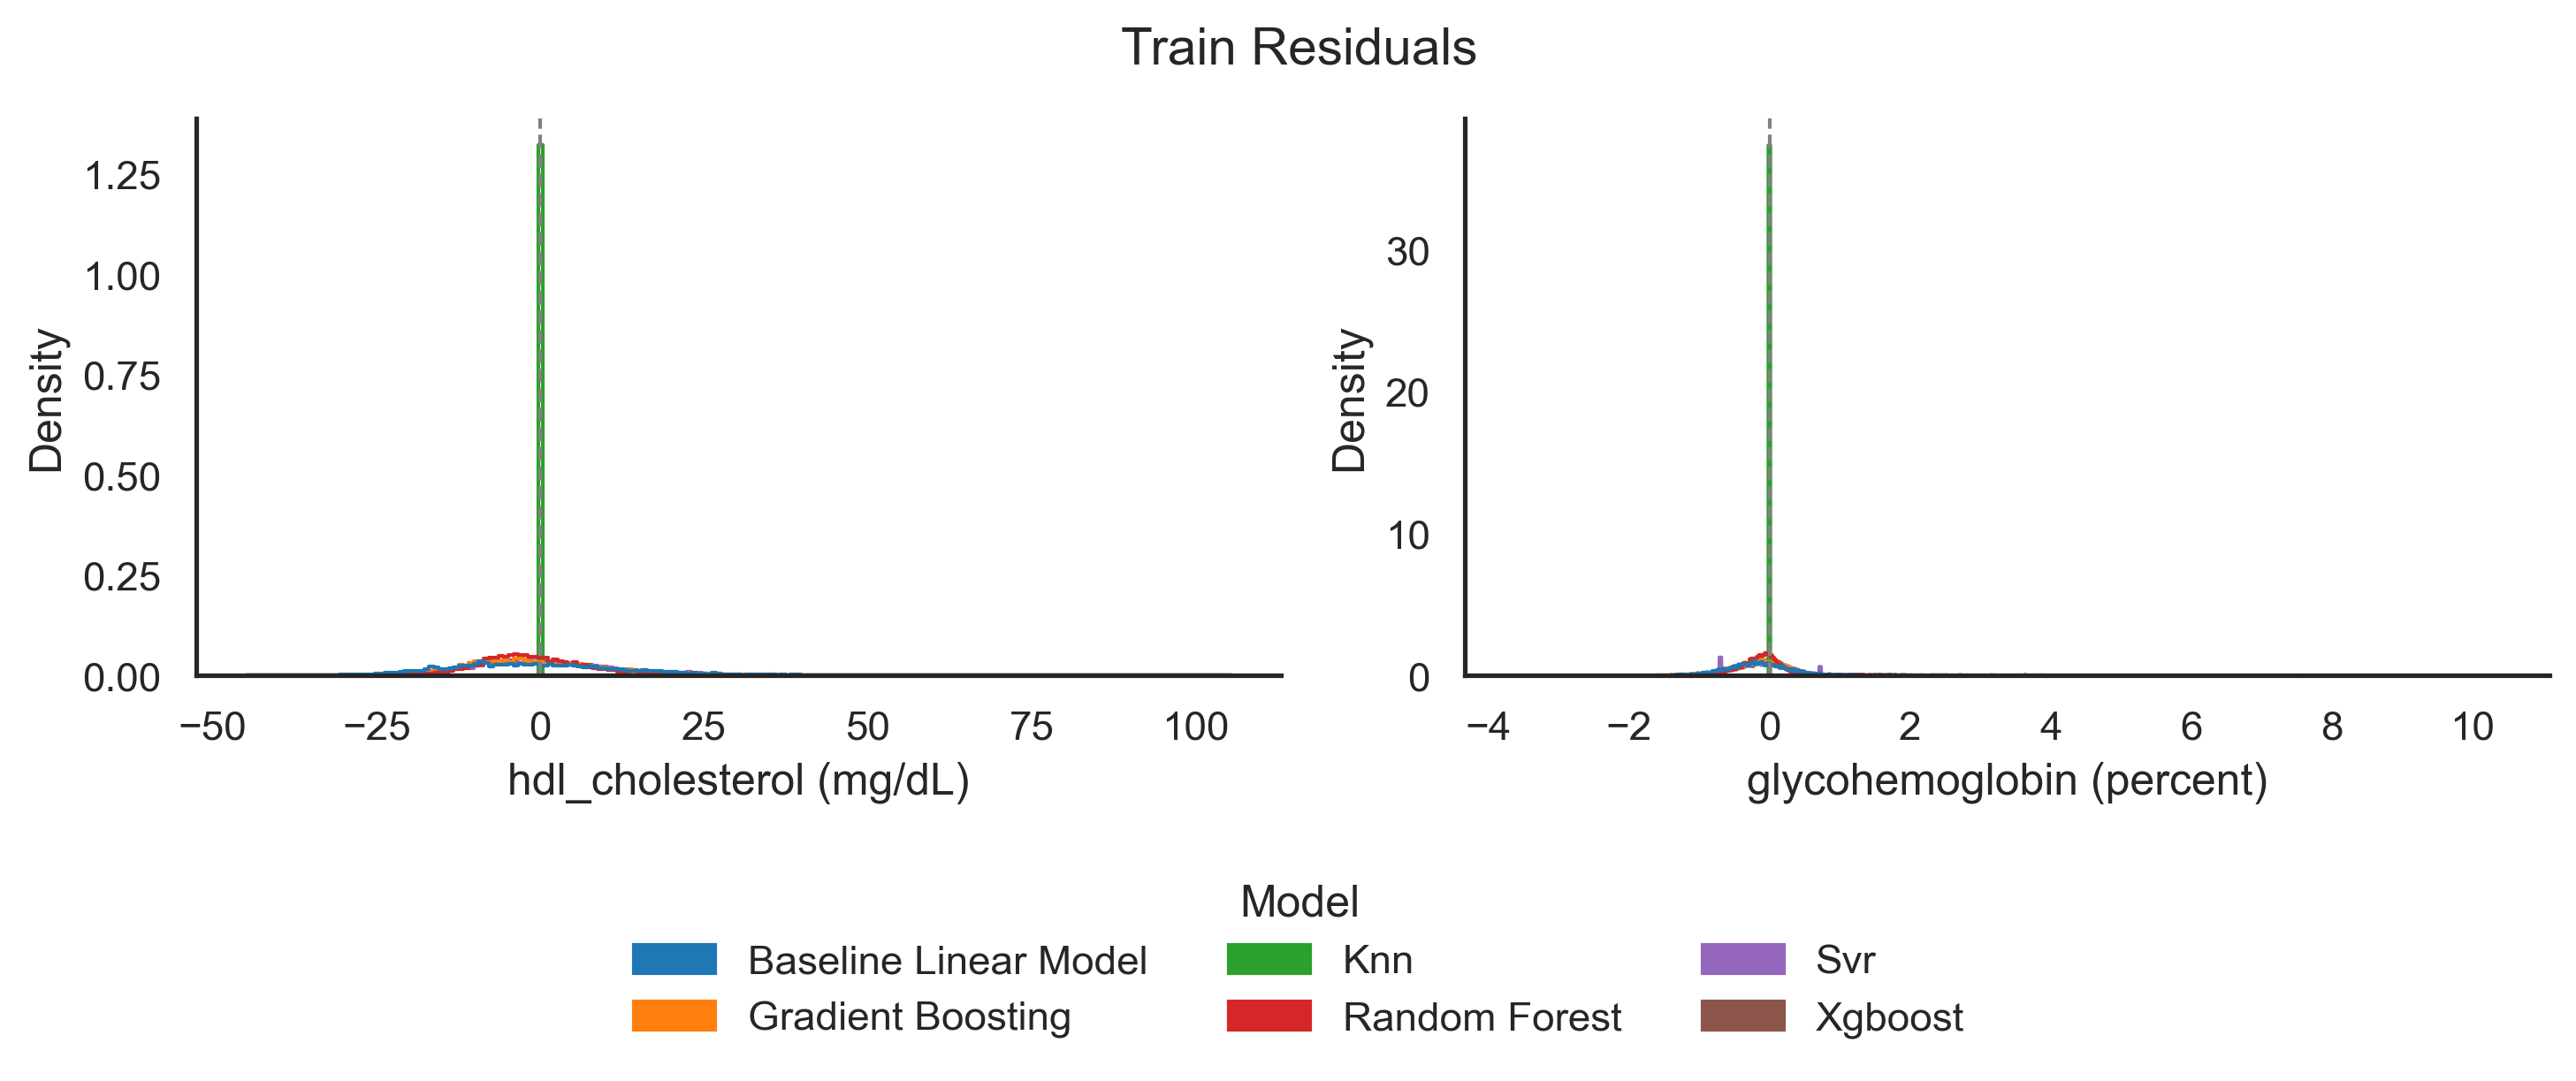 Train Residuals
Density
1.25
1.00
0.75
0.50
0.25
0.00
−50 −25 0 25 50 75 100
hdl_cholesterol (mg/dL)
Density
30
20
10
0
−4 −2 0 2 4 6 8 10
glycohemoglobin (percent)
Model
Baseline Linear Model Knn Svr
Gradient Boosting Random Forest Xgboost